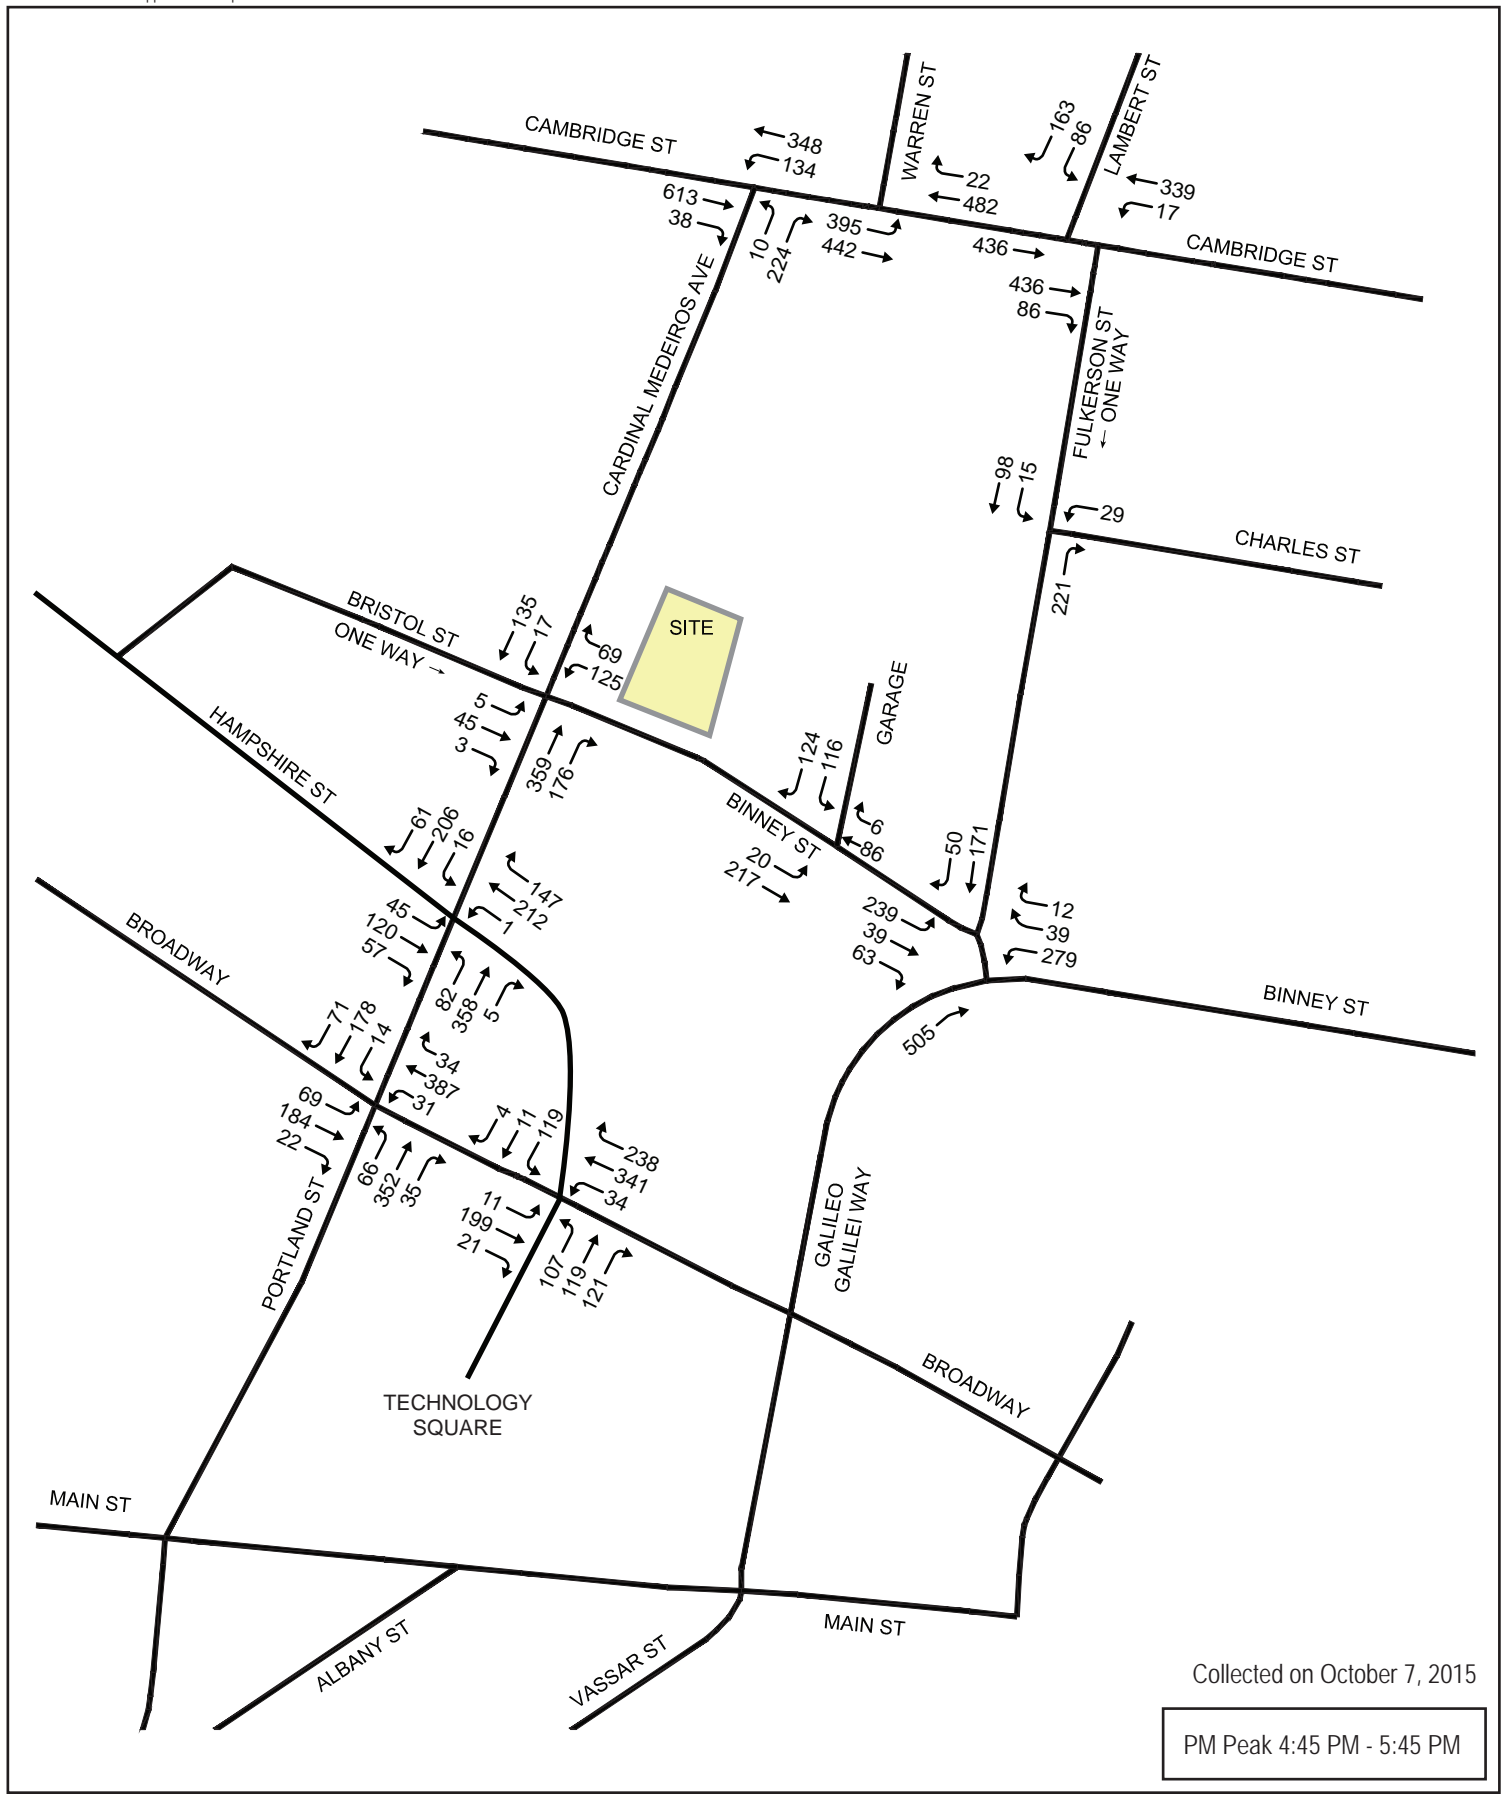 CAMBRIDGE ST
348
134
613
38
10
224
WARREN ST
22
482
395
442
163
86
LAMBERT ST
339
17
436
436
86
CAMBRIDGE ST
CARDINAL MEDEIROS AVE
FULKERSON ST
← ONE WAY
98
15
29
221
CHARLES ST
BRISTOL ST
ONE WAY →
135
17
69
125
5
45
3
359
176
SITE
GARAGE
124
116
6
86
20
217
BINNEY ST
50
171
239
39
63
12
39
279
505
BINNEY ST
HAMPSHIRE ST
61
206
16
147
212
1
45
120
57
82
358
5
BROADWAY
71
178
14
34
387
31
69
184
22
66
352
35
4
11
119
238
341
34
11
199
21
107
119
121
PORTLAND ST
GALILEO
GALILEI WAY
TECHNOLOGY
SQUARE
BROADWAY
MAIN ST
MAIN ST
ALBANY ST
VASSAR ST
Collected on October 7, 2015
PM Peak 4:45 PM - 5:45 PM